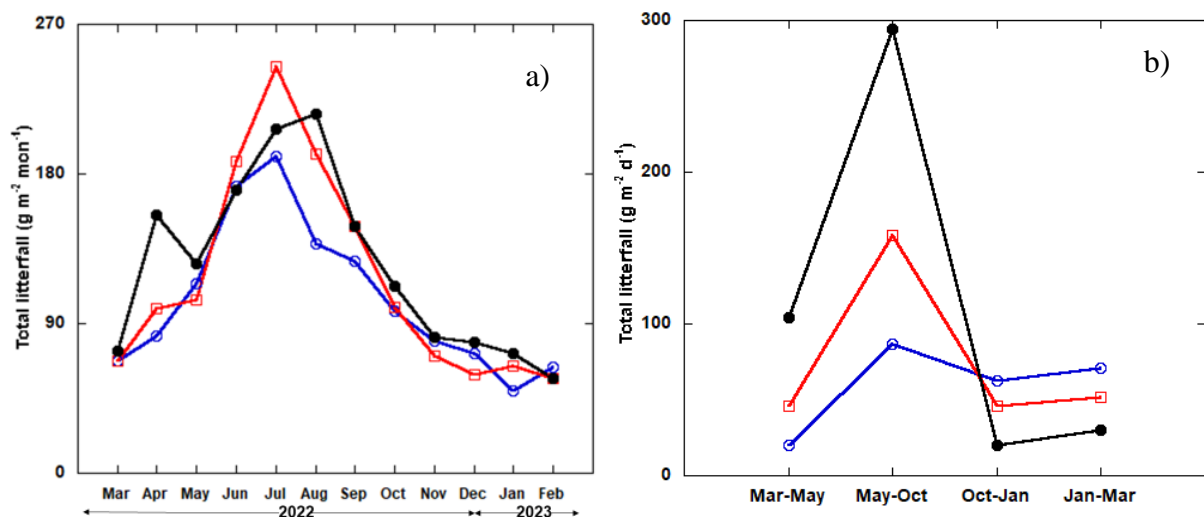 270
180
90
0
Total litterfall (g m⁻² mon⁻¹)
a)
Mar Apr May Jun Jul Aug Sep Oct Nov Dec Jan Feb
2022 2023
300
200
100
0
Total litterfall (g m⁻² d⁻¹)
b)
Mar-May May-Oct Oct-Jan Jan-Mar